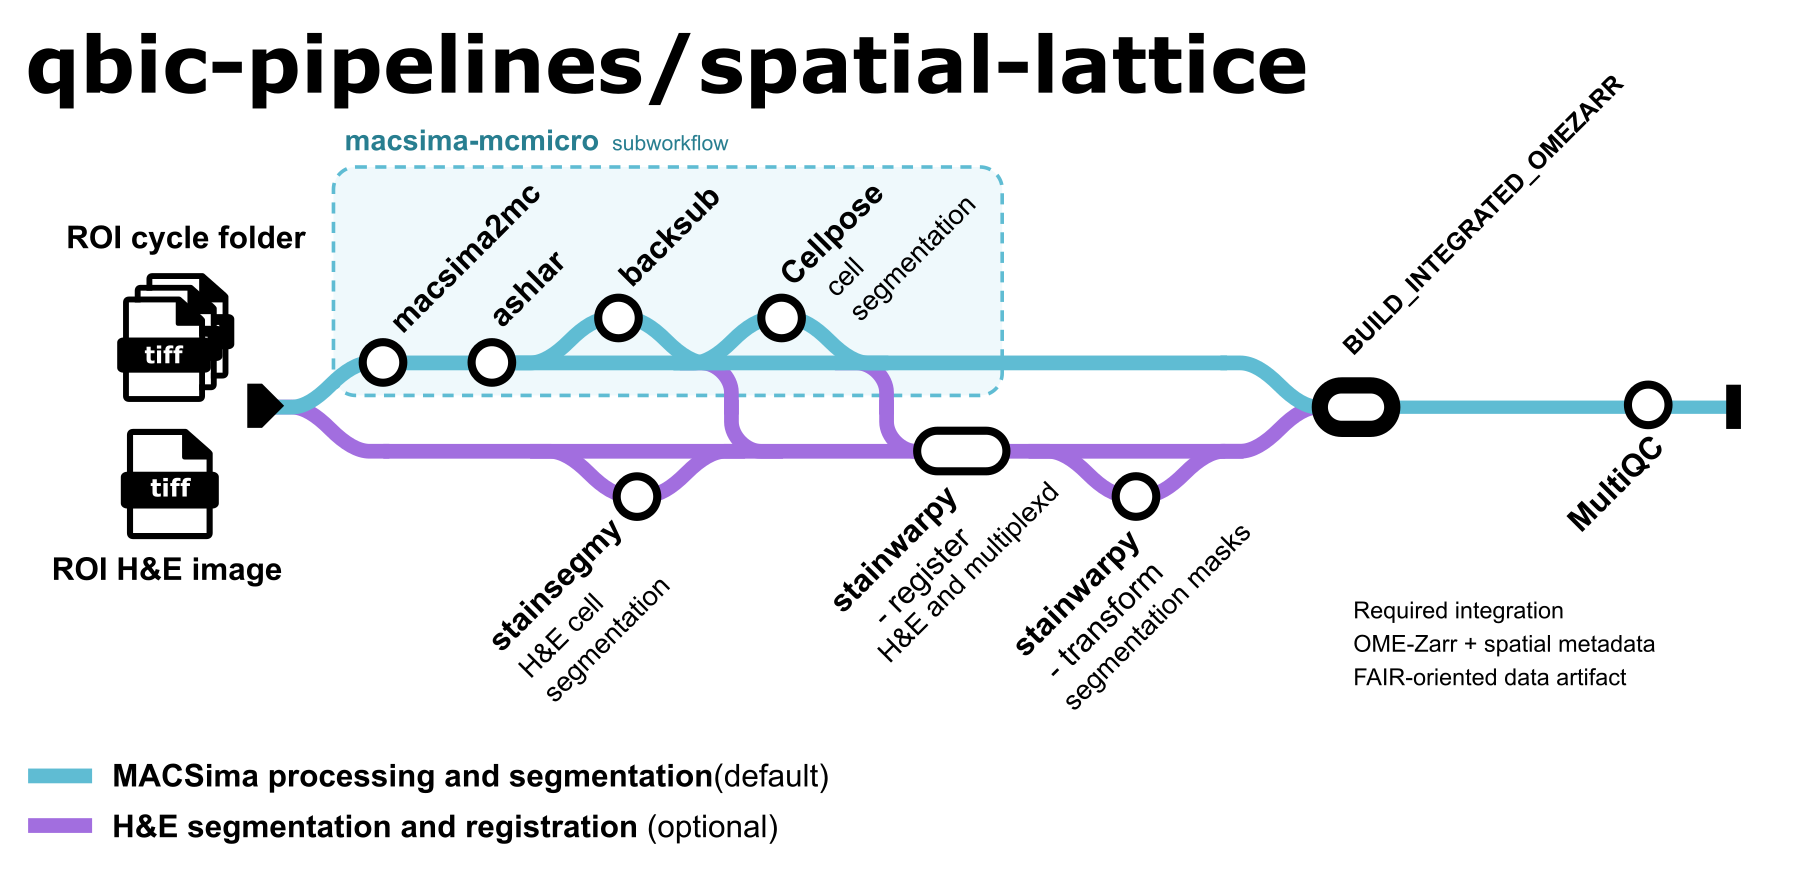 qbic-pipelines/spatial-lattice
macsima-mcmicro subworkflow
ROI cycle folder
tiff
tiff
ROI H&E image
macsima2mc
ashlar
backsub
Cellpose
cell
segmentation
BUILD_INTEGRATED_OMEZARR
stainsegmy
H&E cell
segmentation
stainwarpy
- register
H&E and multiplexd
stainwarpy
- transform
segmentation masks
MultiQC
Required integration
OME-Zarr + spatial metadata
FAIR-oriented data artifact
MACSima processing and segmentation(default)
H&E segmentation and registration (optional)